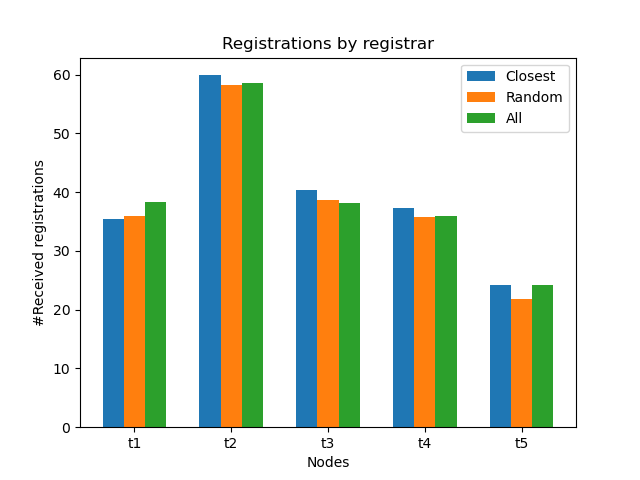 Registrations by registrar
#Received registrations
60
50
40
30
20
10
0
Closest
Random
All
t1 t2 t3 t4 t5
Nodes